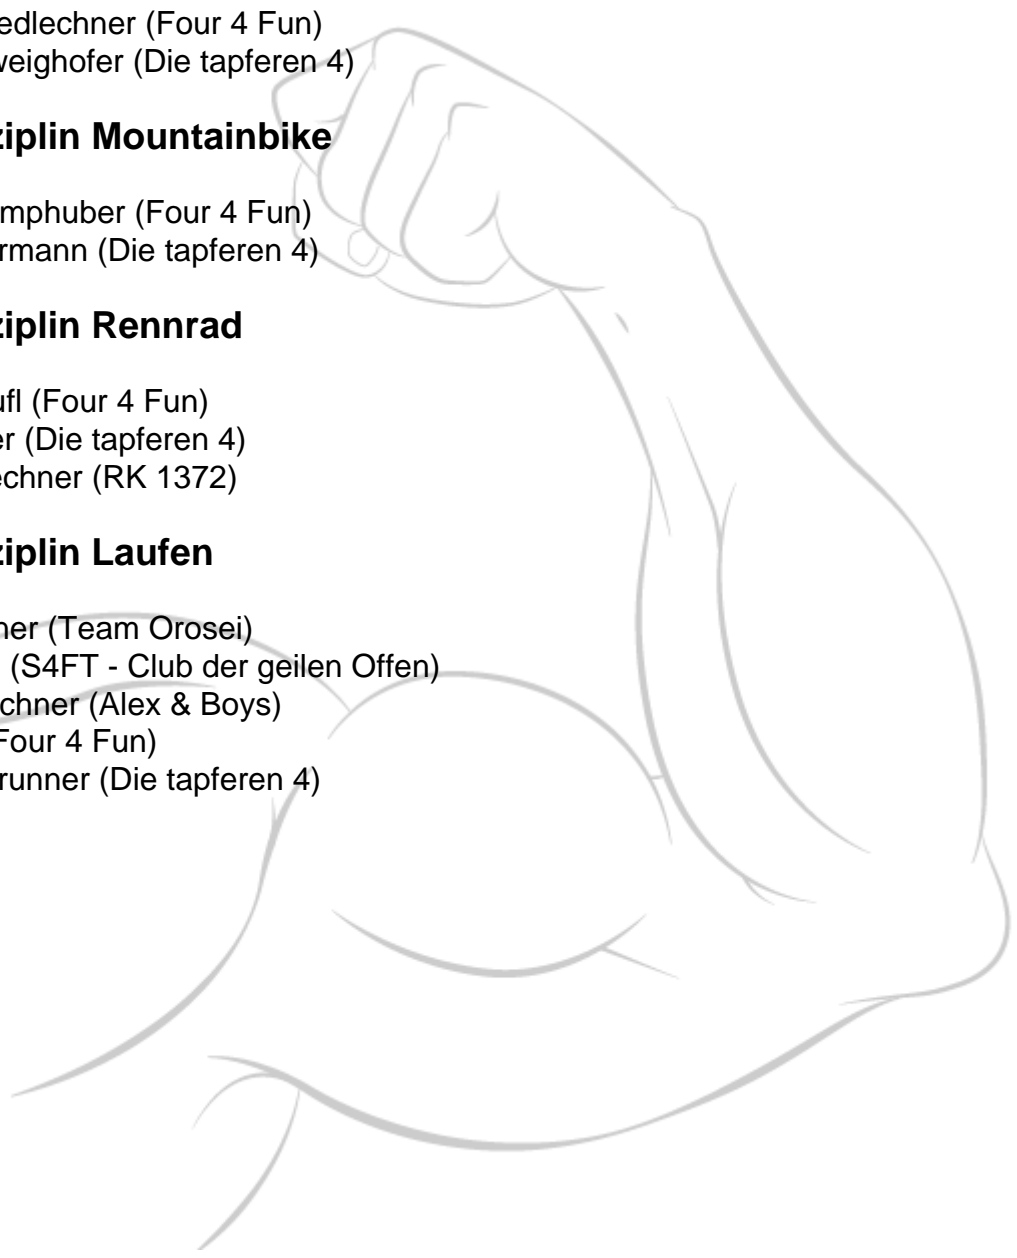 edlechner (Four 4 Fun)
weighofer (Die tapferen 4)
ziplin Mountainbike
mphuber (Four 4 Fun)
rmann (Die tapferen 4)
ziplin Rennrad
ufl (Four 4 Fun)
er (Die tapferen 4)
echner (RK 1372)
ziplin Laufen
ner (Team Orosei)
(S4FT - Club der geilen Offen)
chner (Alex & Boys)
Four 4 Fun)
runner (Die tapferen 4)